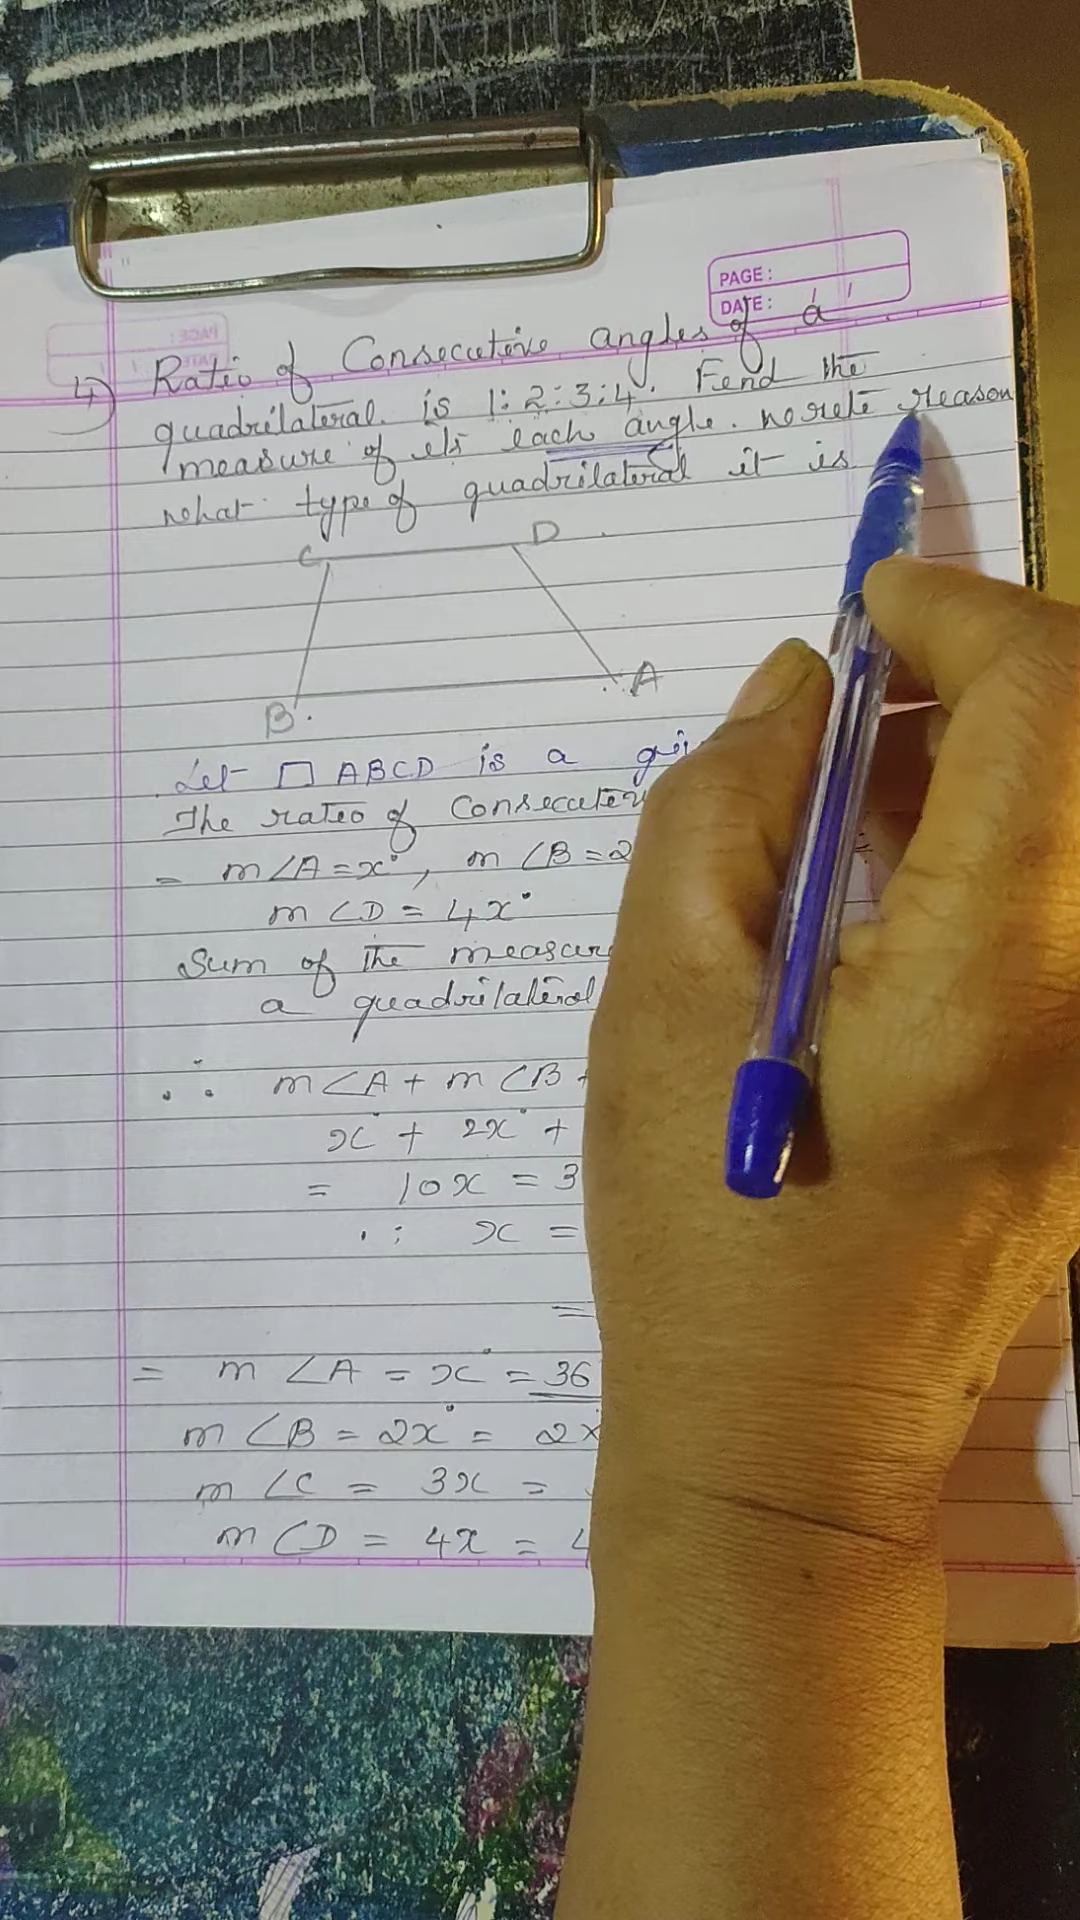 PAGE:
DATE: / /
4) Ratio of Consecutive angles of a
quadrilateral is 1:2:3:4. Find the
measure of its each angle. write reason
what type of quadrilateral it is
C D
B A
Let □ ABCD is a
The ratio of
= m∠A = x°, m∠B = 2
m∠D = 4x°
Sum of the
a quadrilateral
∴ m∠A + m∠B +
x° + 2x° +
= 10x = 3
∴ x =
=
= m∠A = x° = 36
m∠B = 2x° = 2x
m∠C = 3x =
m∠D = 4x = 4